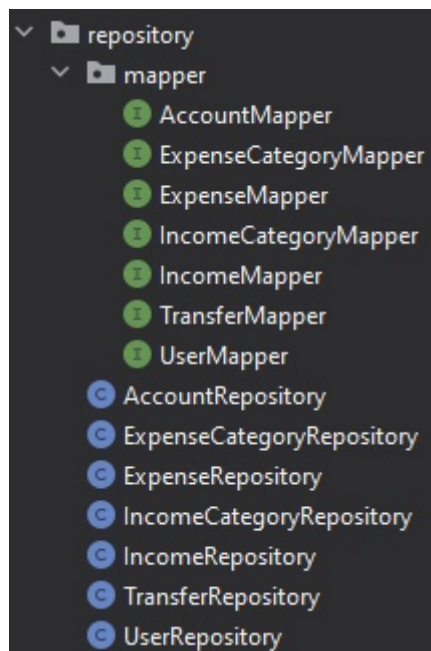 repository
mapper
AccountMapper
ExpenseCategoryMapper
ExpenseMapper
IncomeCategoryMapper
IncomeMapper
TransferMapper
UserMapper
AccountRepository
ExpenseCategoryRepository
ExpenseRepository
IncomeCategoryRepository
IncomeRepository
TransferRepository
UserRepository